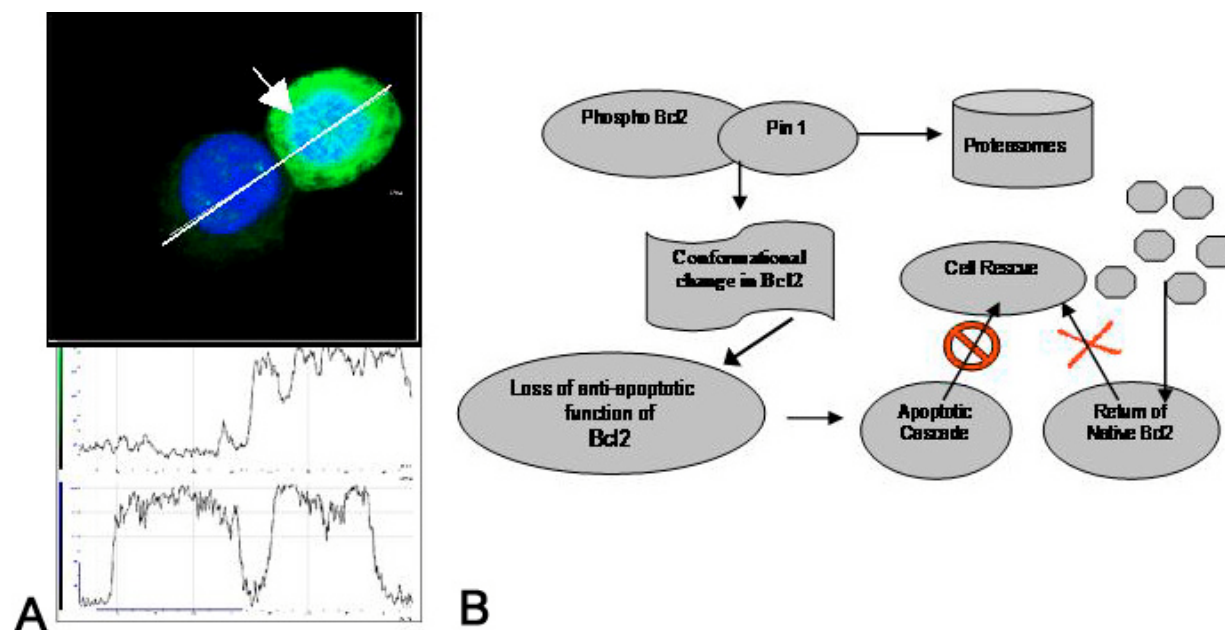 Phospho Bcl2
Pin 1
Proteasomes
Conformational
change in Bcl2
Cell Rescue
Loss of anti-apoptotic
function of
Bcl2
Apoptotic
Cascade
Return of
Native Bcl2
A
B